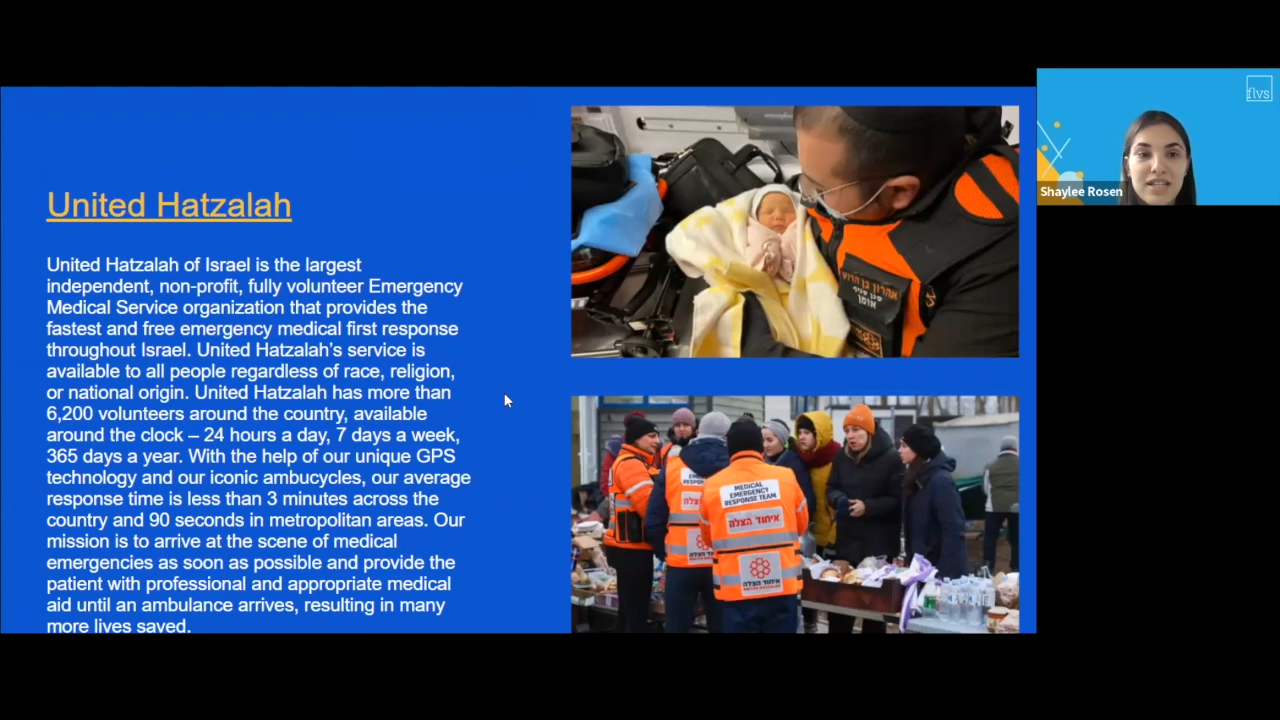 United Hatzalah
United Hatzalah of Israel is the largest
independent, non-profit, fully volunteer Emergency
Medical Service organization that provides the
fastest and free emergency medical first response
throughout Israel. United Hatzalah's service is
available to all people regardless of race, religion,
or national origin. United Hatzalah has more than
6,200 volunteers around the country, available
around the clock – 24 hours a day, 7 days a week,
365 days a year. With the help of our unique GPS
technology and our iconic ambucycles, our average
response time is less than 3 minutes across the
country and 90 seconds in metropolitan areas. Our
mission is to arrive at the scene of medical
emergencies as soon as possible and provide the
patient with professional and appropriate medical
aid until an ambulance arrives, resulting in many
more lives saved.
אהרון בן הרוש
MEDICAL
EMERGENCY
RESPONSE TEAM
איחוד הצלה
איחוד הצלה
flvs
Shaylee Rosen